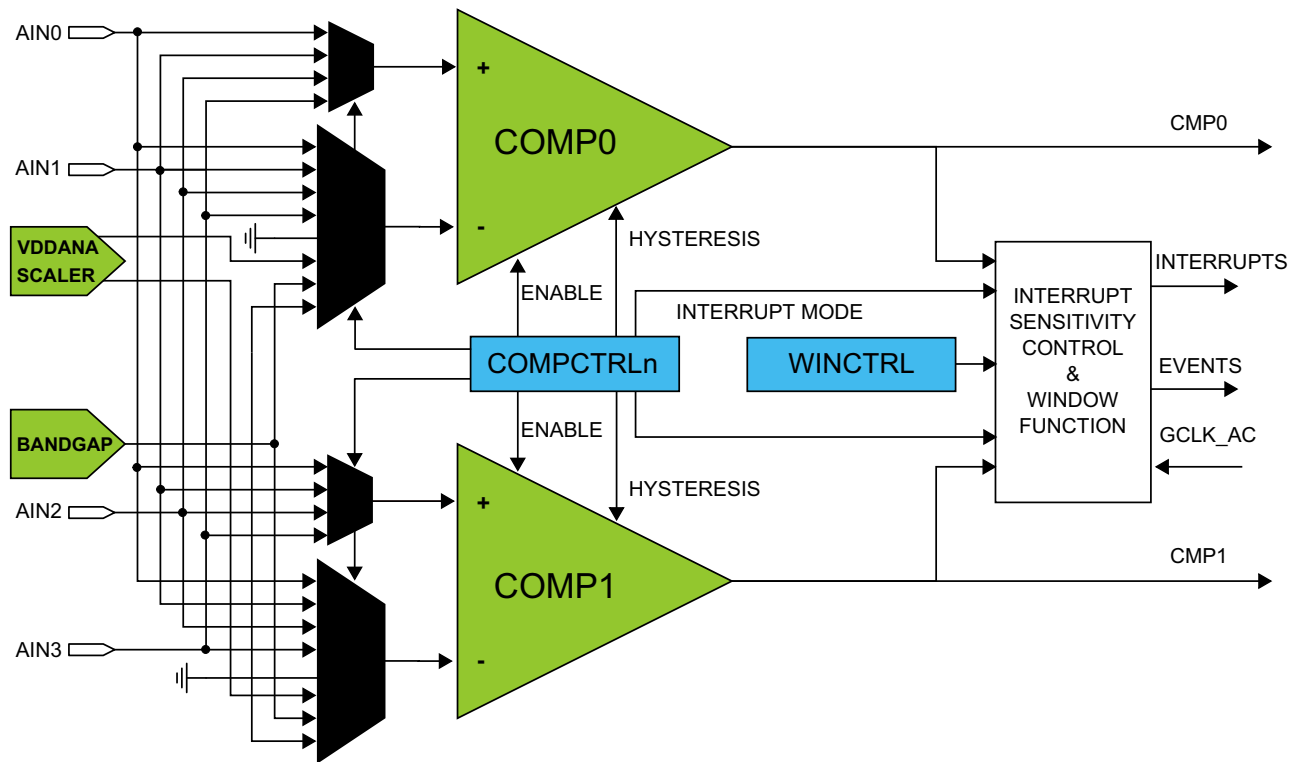 AIN0
+
COMP0
-
CMP0
AIN1
HYSTERESIS
VDDANA
SCALER
ENABLE
INTERRUPT MODE
INTERRUPT
SENSITIVITY
CONTROL
&
WINDOW
FUNCTION
INTERRUPTS
COMPCTRLn
WINCTRL
EVENTS
BANDGAP
ENABLE
GCLK_AC
HYSTERESIS
AIN2
+
COMP1
-
CMP1
AIN3